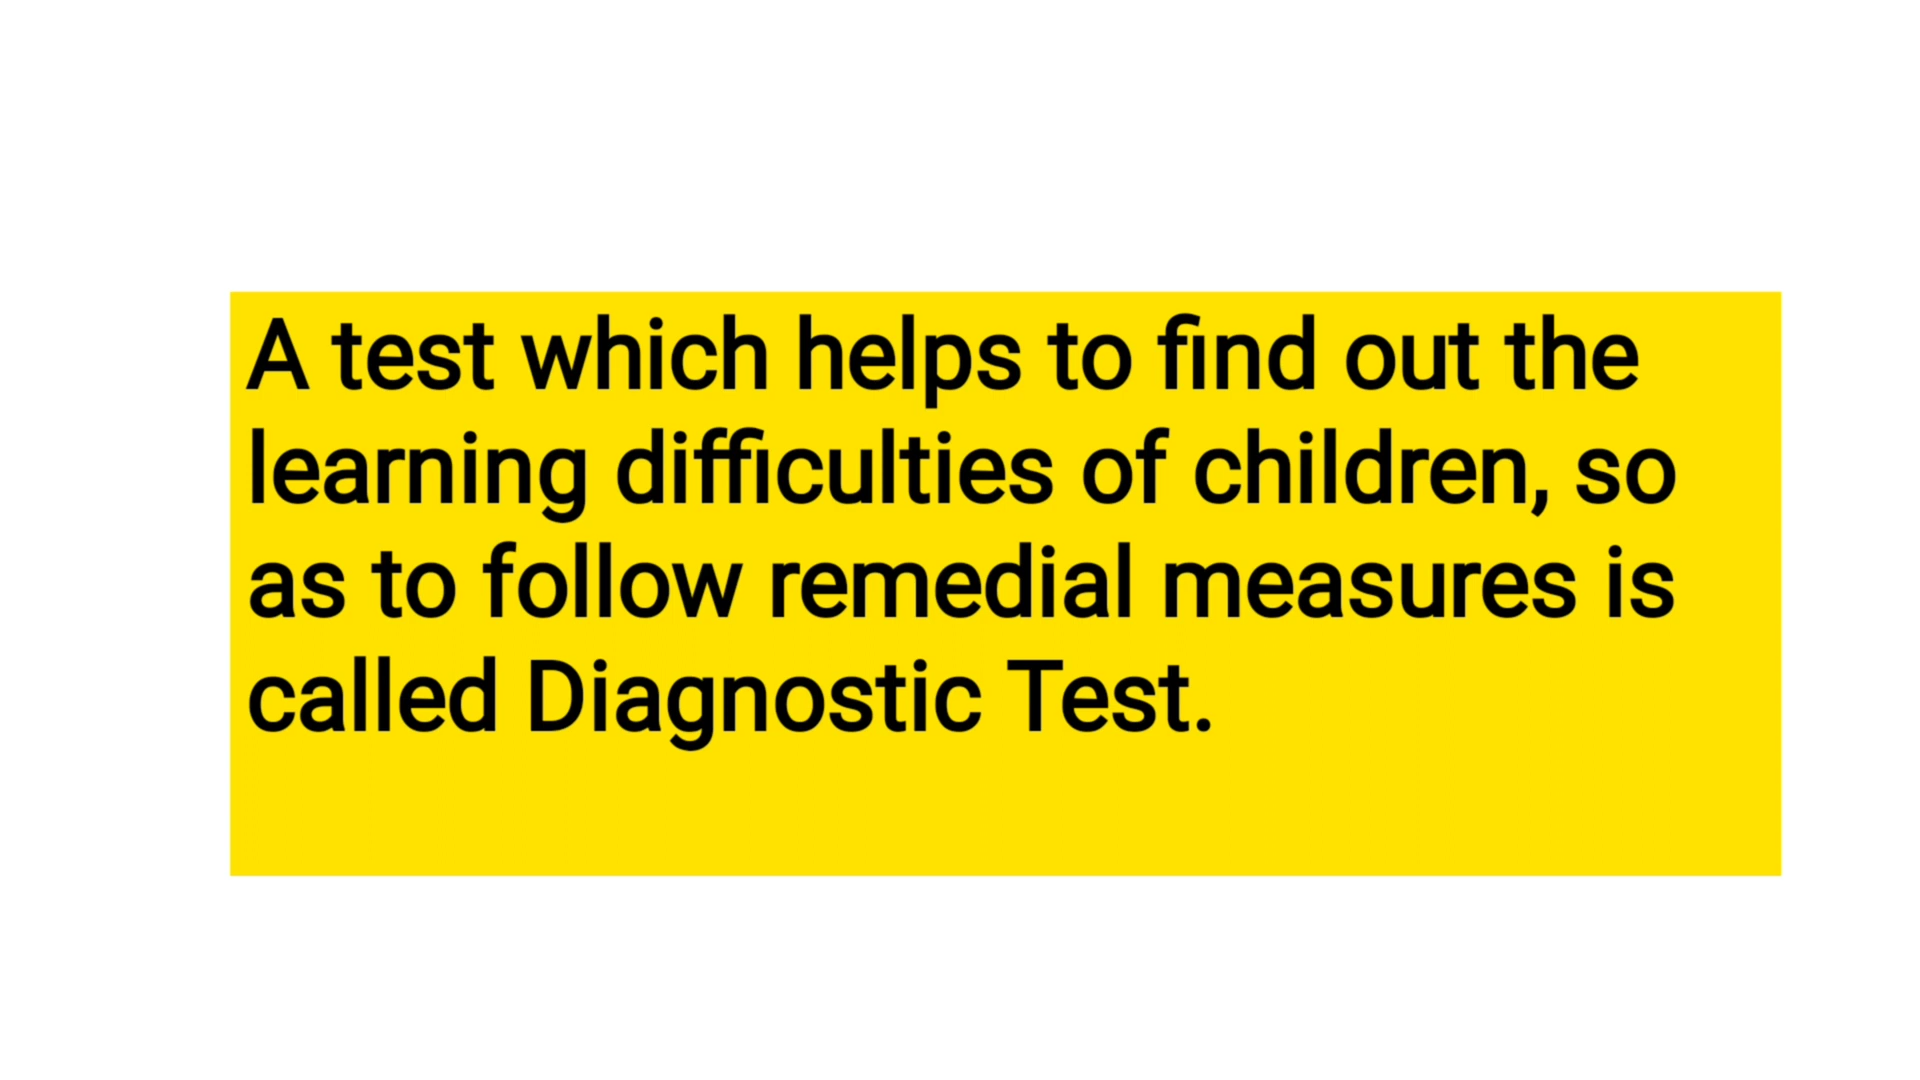 A test which helps to find out the
learning difficulties of children, so
as to follow remedial measures is
called Diagnostic Test.